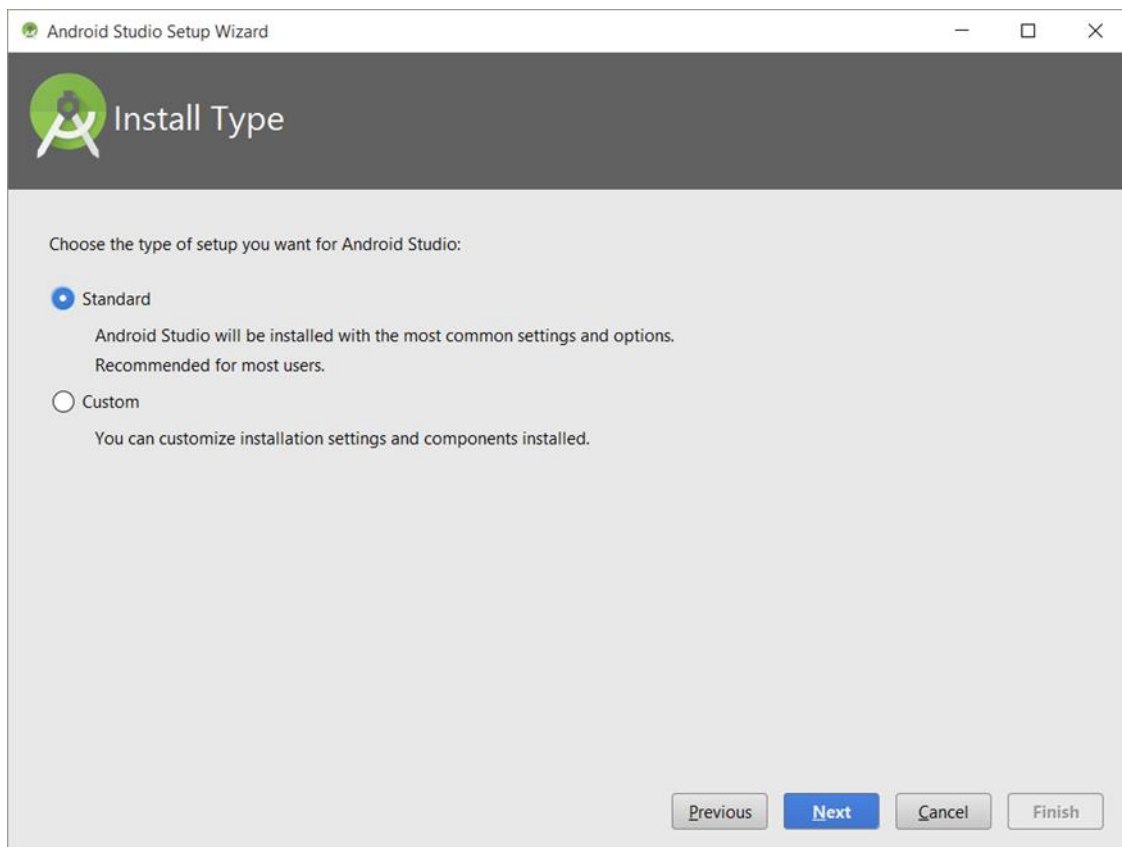 Android Studio Setup Wizard
Install Type
Choose the type of setup you want for Android Studio:
Standard
Android Studio will be installed with the most common settings and options.
Recommended for most users.
Custom
You can customize installation settings and components installed.
Previous Next Cancel Finish